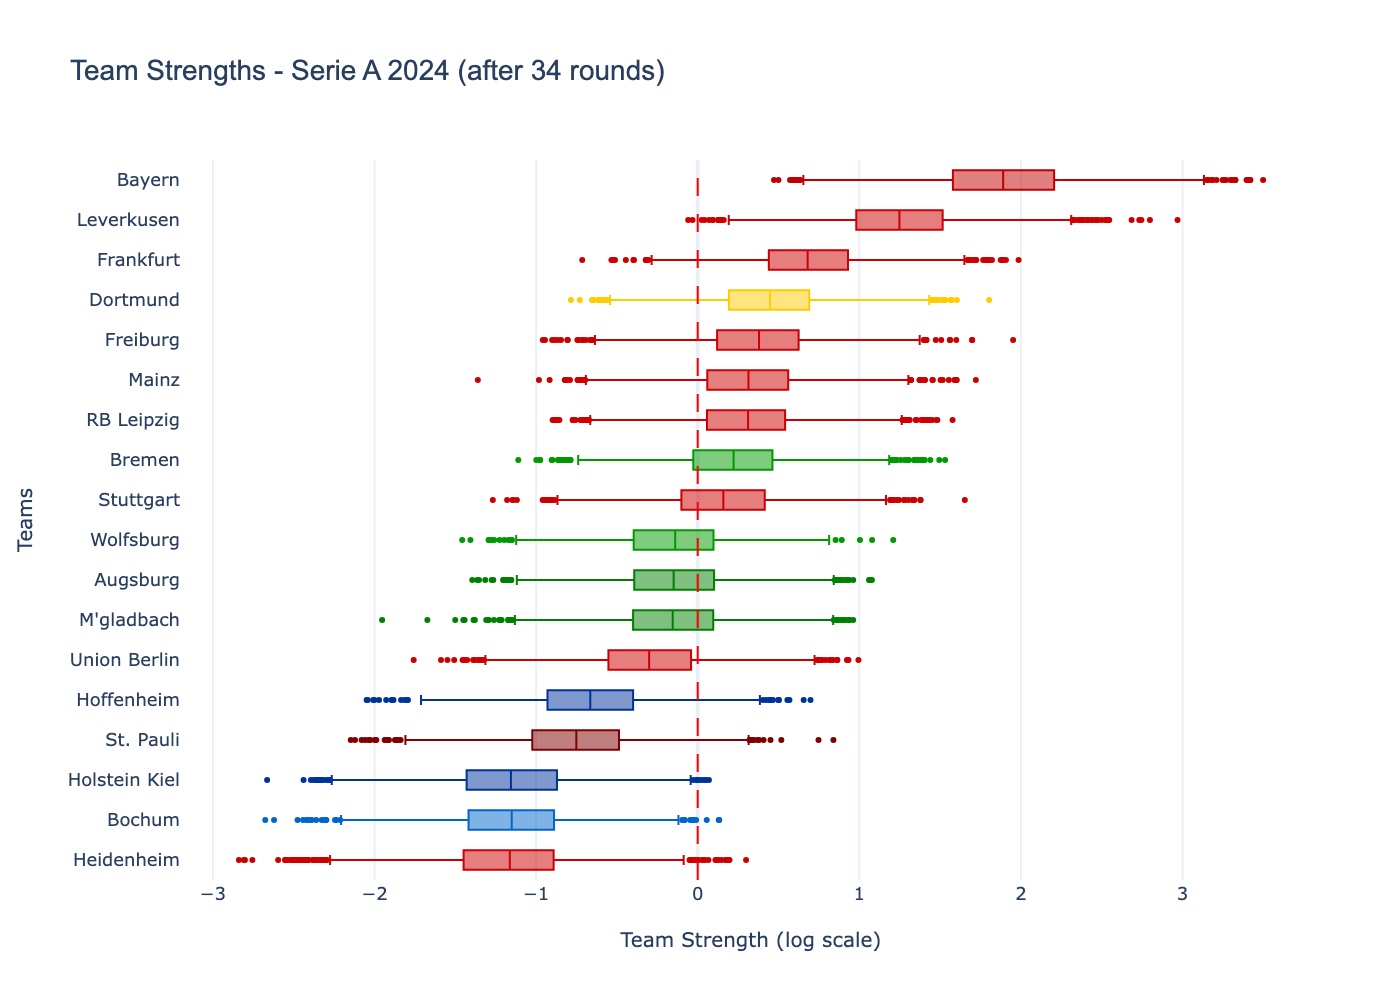 Team Strengths - Serie A 2024 (after 34 rounds)
Teams
Bayern
Leverkusen
Frankfurt
Dortmund
Freiburg
Mainz
RB Leipzig
Bremen
Stuttgart
Wolfsburg
Augsburg
M'gladbach
Union Berlin
Hoffenheim
St. Pauli
Holstein Kiel
Bochum
Heidenheim
−3 −2 −1 0 1 2 3
Team Strength (log scale)